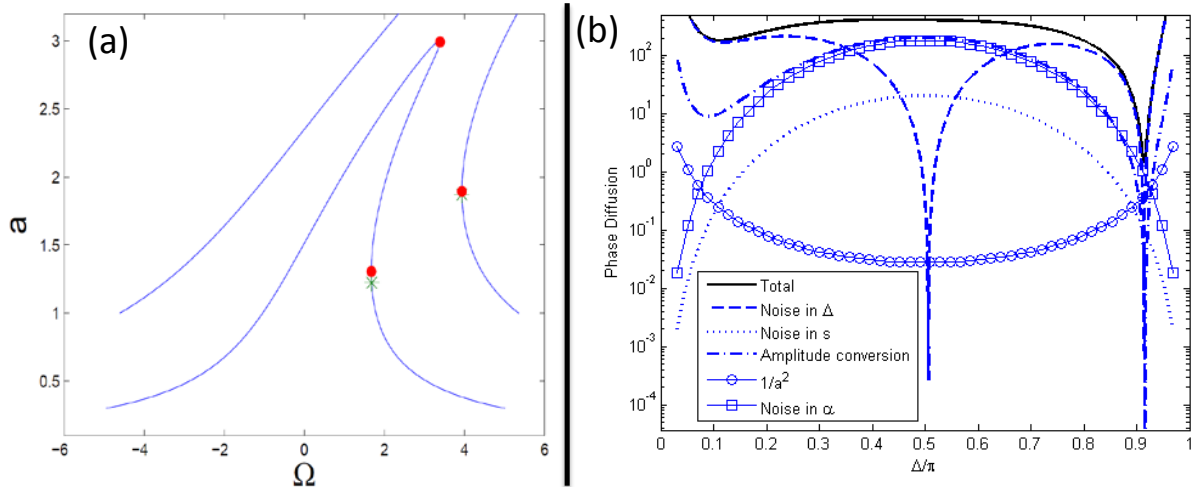 (a)
3
2.5
2
1.5
1
0.5
a
−6
−4
−2
0
2
4
6
Ω
(b)
10²
10¹
10⁰
10⁻¹
10⁻²
10⁻³
10⁻⁴
Phase Diffusion
Total
Noise in Δ
Noise in s
Amplitude conversion
1/a²
Noise in α
0
0.1
0.2
0.3
0.4
0.5
0.6
0.7
0.8
0.9
1
Δ/π